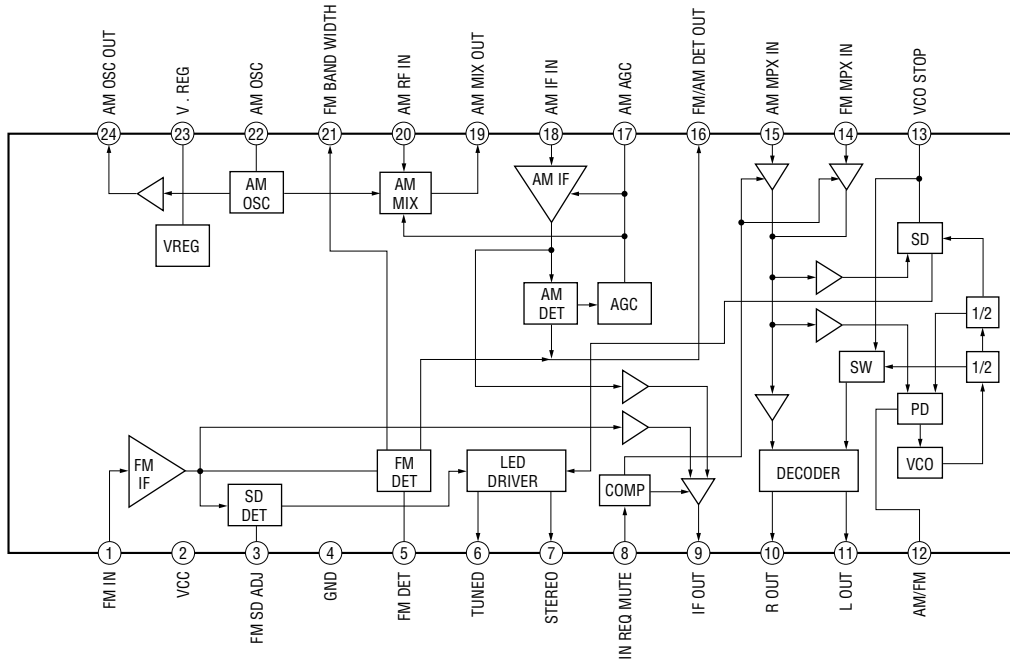 AM OSC OUT
V . REG
AM OSC
FM BAND WIDTH
AM RF IN
AM MIX OUT
AM IF IN
AM AGC
FM/AM DET OUT
AM MPX IN
FM MPX IN
VCO STOP
24
23
22
21
20
19
18
17
16
15
14
13
AM
OSC
AM
MIX
AM IF
VREG
SD
AM
DET
AGC
1/2
SW
1/2
PD
FM
IF
FM
DET
LED
DRIVER
COMP
DECODER
VCO
SD
DET
1
2
3
4
5
6
7
8
9
10
11
12
FM IN
VCC
FM SD ADJ
GND
FM DET
TUNED
STEREO
IN REQ MUTE
IF OUT
R OUT
L OUT
AM/FM